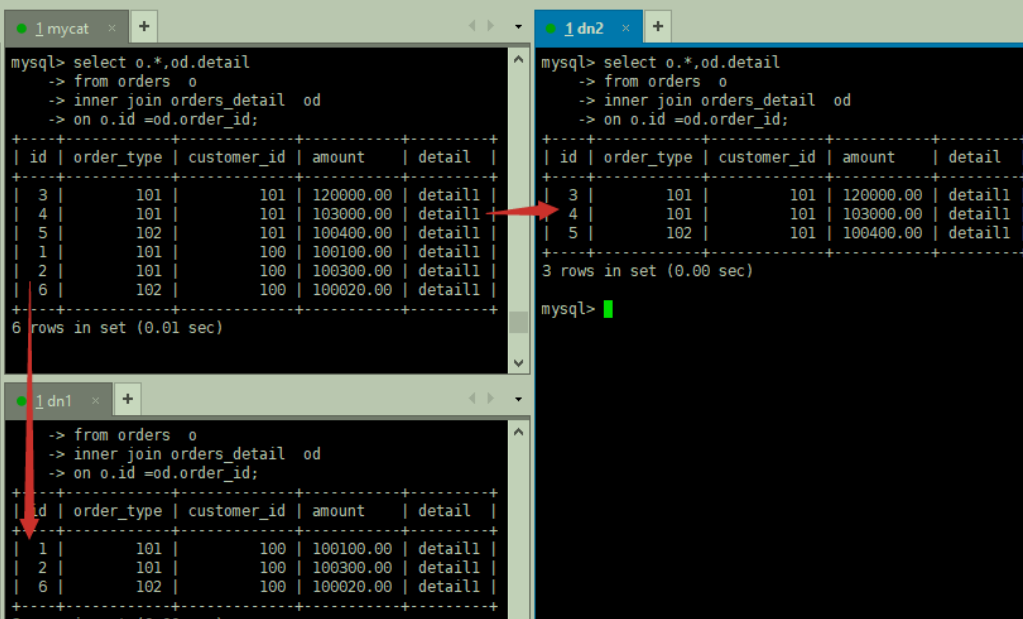 1 mycat × +
mysql> select o.*,od.detail
-> from orders o
-> inner join orders_detail od
-> on o.id =od.order_id;
+----+------------+-------------+-----------+---------+
| id | order_type | customer_id | amount | detail |
+----+------------+-------------+-----------+---------+
| 3 | 101 | 101 | 120000.00 | detail1 |
| 4 | 101 | 101 | 103000.00 | detail1 |
| 5 | 102 | 101 | 100400.00 | detail1 |
| 1 | 101 | 100 | 100100.00 | detail1 |
| 2 | 101 | 100 | 100300.00 | detail1 |
| 6 | 102 | 100 | 100020.00 | detail1 |
+----+------------+-------------+-----------+---------+
6 rows in set (0.01 sec)
1 dn1 × +
-> from orders o
-> inner join orders_detail od
-> on o.id =od.order_id;
+----+------------+-------------+-----------+---------+
| id | order_type | customer_id | amount | detail |
+----+------------+-------------+-----------+---------+
| 1 | 101 | 100 | 100100.00 | detail1 |
| 2 | 101 | 100 | 100300.00 | detail1 |
| 6 | 102 | 100 | 100020.00 | detail1 |
+----+------------+-------------+-----------+---------+
1 dn2 × +
mysql> select o.*,od.detail
-> from orders o
-> inner join orders_detail od
-> on o.id =od.order_id;
+----+------------+-------------+-----------+---------
| id | order_type | customer_id | amount | detail |
+----+------------+-------------+-----------+---------
| 3 | 101 | 101 | 120000.00 | detail1 |
| 4 | 101 | 101 | 103000.00 | detail1 |
| 5 | 102 | 101 | 100400.00 | detail1 |
+----+------------+-------------+-----------+---------
3 rows in set (0.00 sec)
mysql>